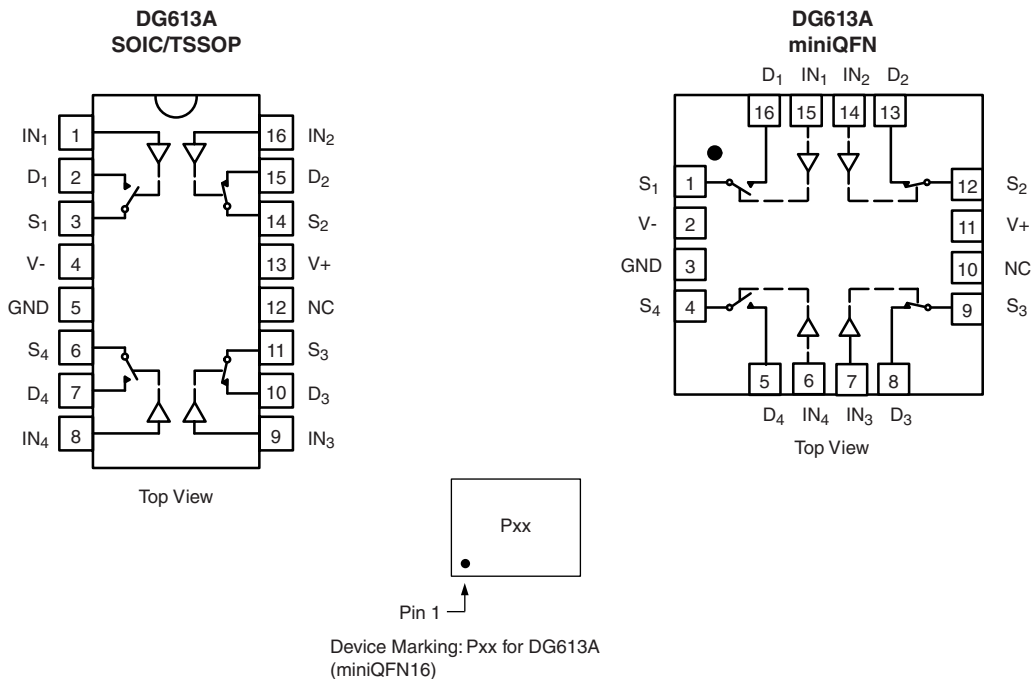 DG613A
SOIC/TSSOP
IN1 1 16 IN2
D1 2 15 D2
S1 3 14 S2
V- 4 13 V+
GND 5 12 NC
S4 6 11 S3
D4 7 10 D3
IN4 8 9 IN3
Top View
DG613A
miniQFN
D1 IN1 IN2 D2
16 15 14 13
S1 1 12 S2
V- 2 11 V+
GND 3 10 NC
S4 4 9 S3
5 6 7 8
D4 IN4 IN3 D3
Top View
Pxx
Pin 1
Device Marking: Pxx for DG613A
(miniQFN16)